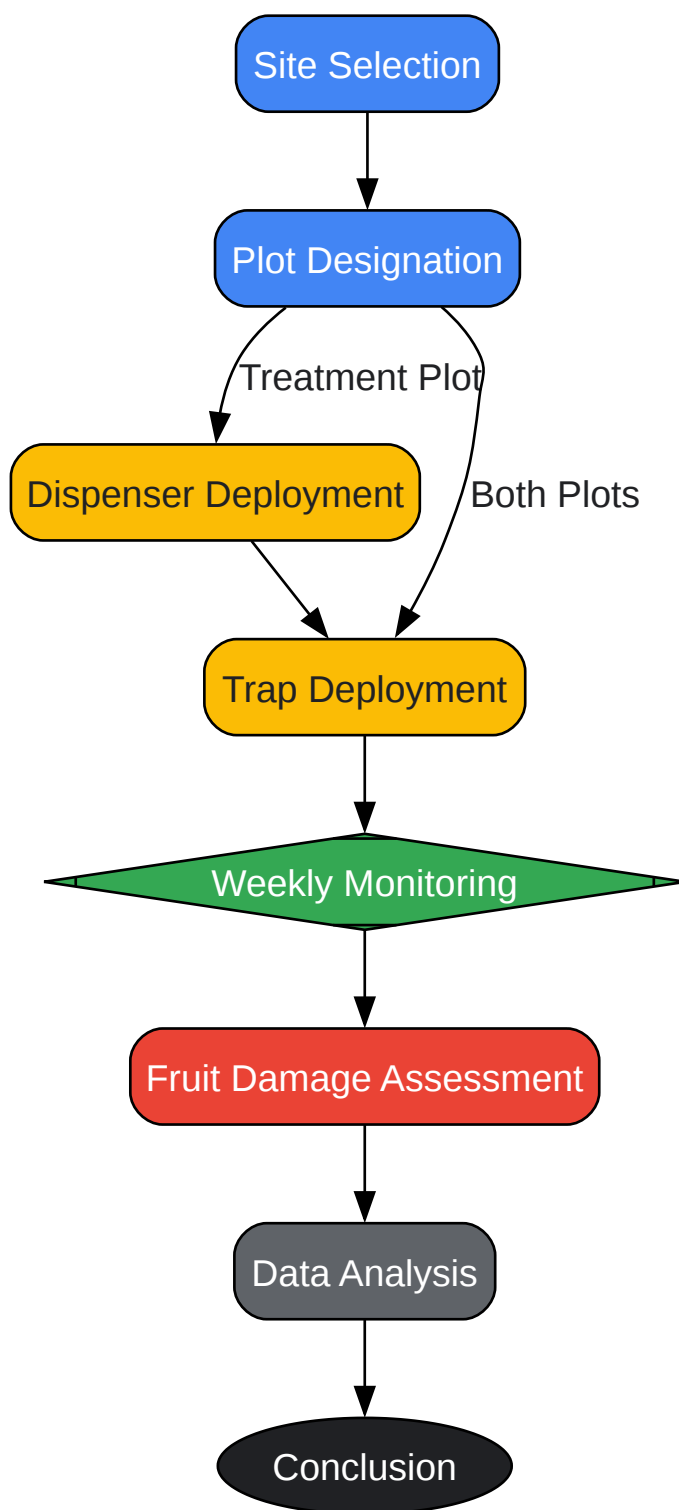 Site Selection
Plot Designation
Treatment Plot
Dispenser Deployment
Both Plots
Trap Deployment
Weekly Monitoring
Fruit Damage Assessment
Data Analysis
Conclusion